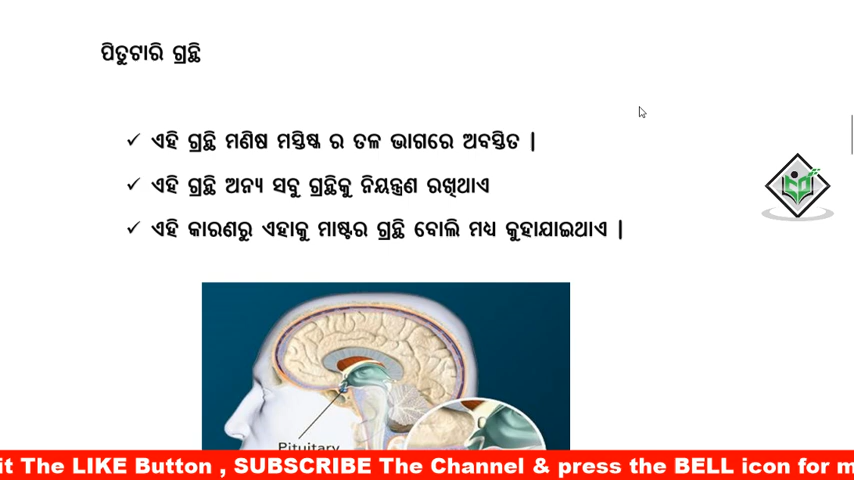 ପିତୁଟାରି ଗ୍ରନ୍ଥି
✓ ଏହି ଗ୍ରନ୍ଥି ମଣିଷ ମସ୍ତିଷ୍କ ର ତଳ ଭାଗରେ ଅବସ୍ତିତ |
✓ ଏହି ଗ୍ରନ୍ଥି ଅନ୍ୟ ସବୁ ଗ୍ରନ୍ଥିକୁ ନିୟନ୍ତ୍ରଣ ରଖିଥାଏ
✓ ଏହି କାରଣରୁ ଏହାକୁ ମାଷ୍ଟର ଗ୍ରନ୍ଥି ବୋଲି ମଧ୍ୟ କୁହାଯାଇଥାଏ |
Pituitary
it The LIKE Button , SUBSCRIBE The Channel & press the BELL icon for m